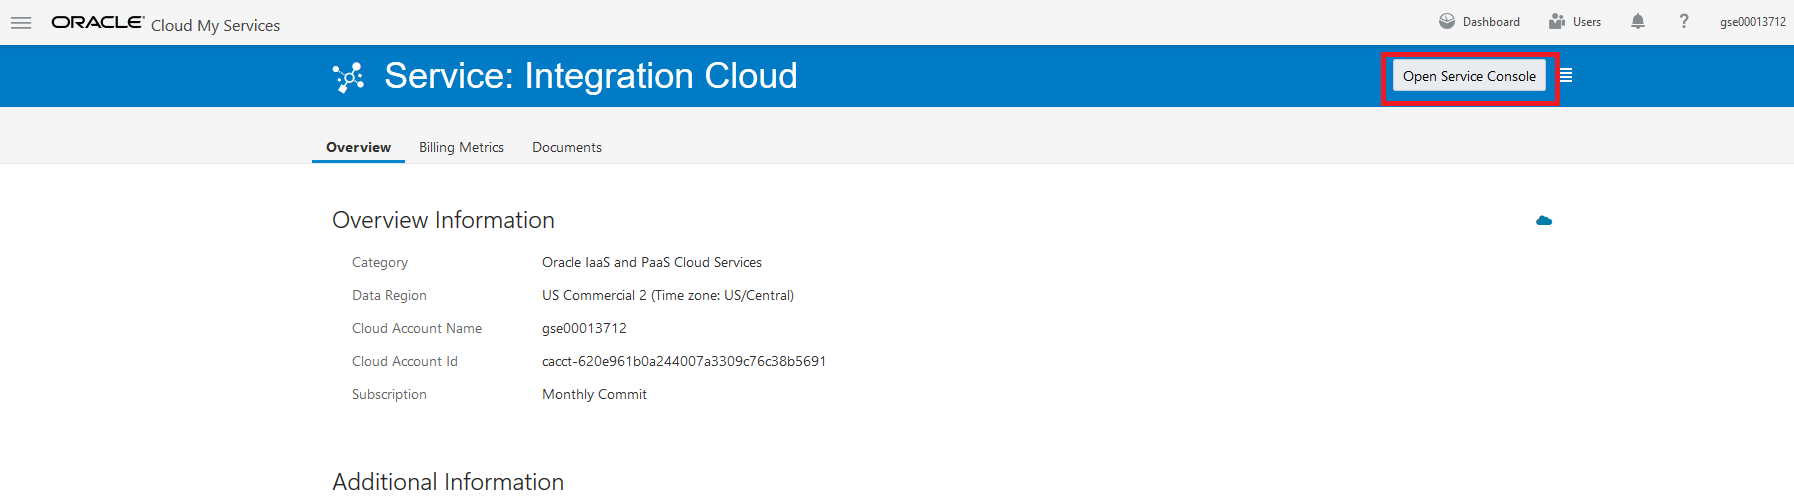 ORACLE Cloud My Services
Dashboard
Users
?
gse00013712
Service: Integration Cloud
Open Service Console
Overview
Billing Metrics
Documents
Overview Information
Category Oracle IaaS and PaaS Cloud Services
Data Region US Commercial 2 (Time zone: US/Central)
Cloud Account Name gse00013712
Cloud Account Id cacct-620e961b0a244007a3309c76c38b5691
Subscription Monthly Commit
Additional Information